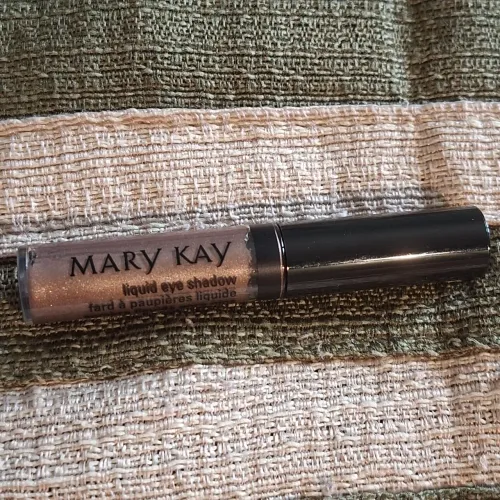 MARY KAY
liquid eye shadow
fard à paupières liquide